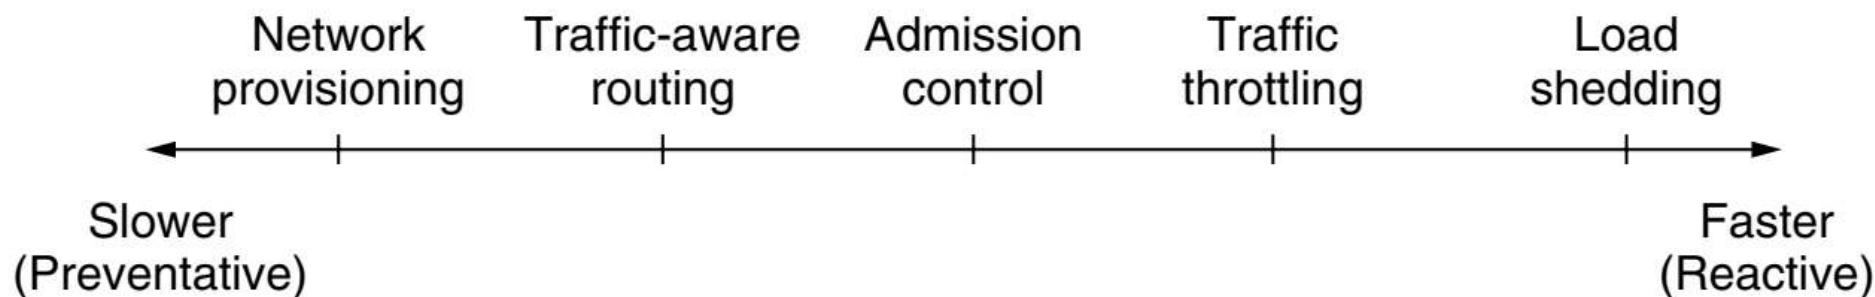 Network
provisioning
Traffic-aware
routing
Admission
control
Traffic
throttling
Load
shedding
Slower
(Preventative)
Faster
(Reactive)